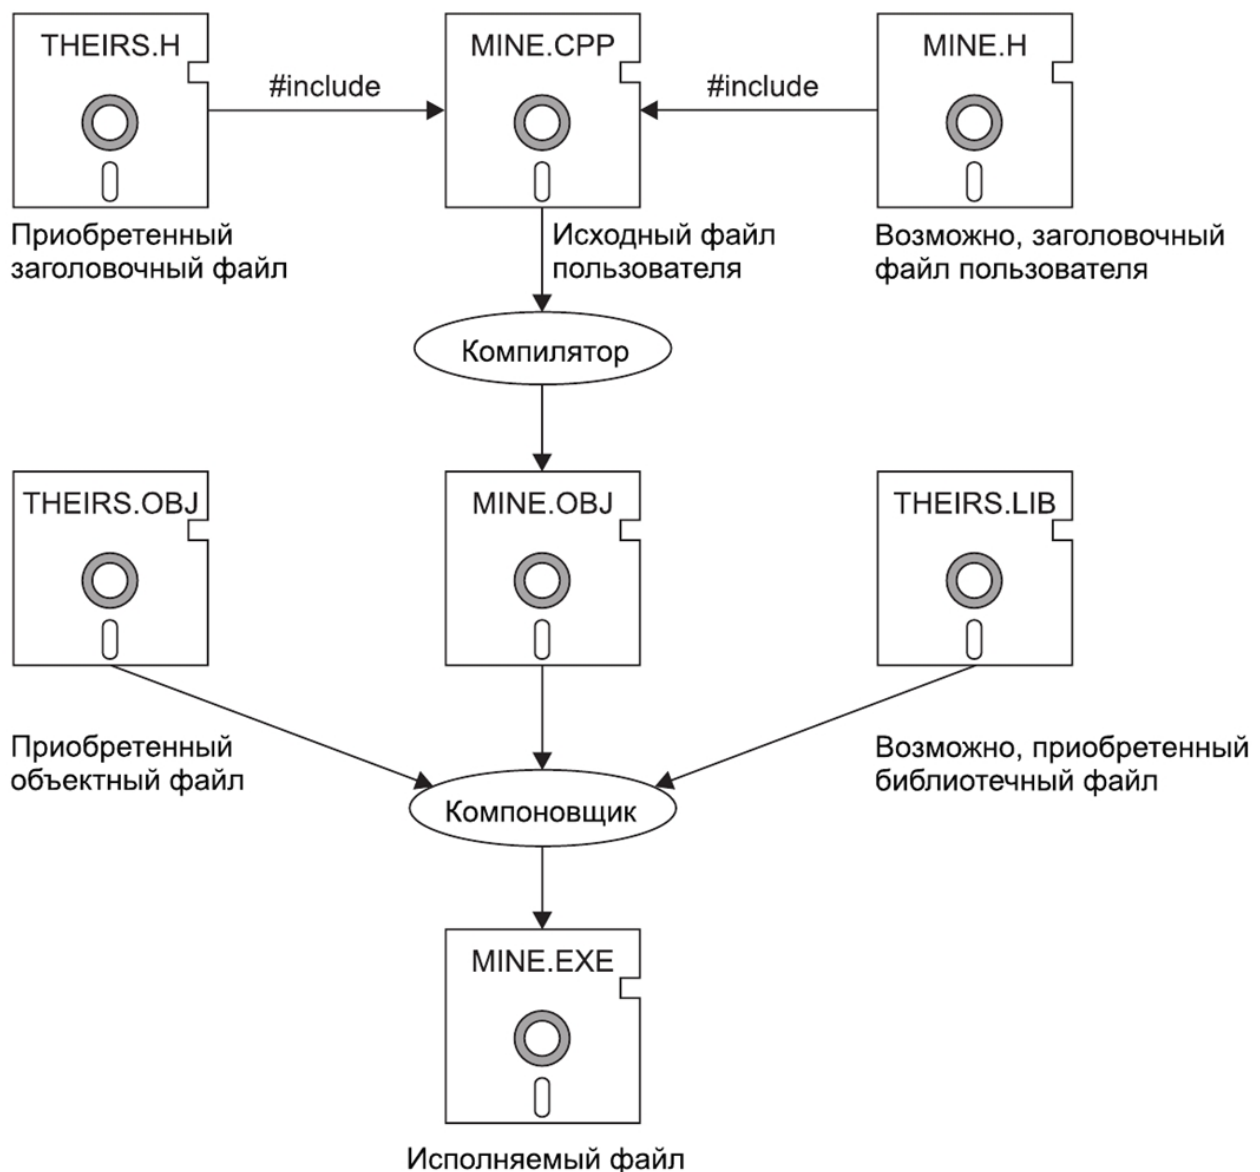 THEIRS.H
#include
MINE.CPP
#include
MINE.H
Приобретенный
заголовочный файл
Исходный файл
пользователя
Возможно, заголовочный
файл пользователя
Компилятор
THEIRS.OBJ
MINE.OBJ
THEIRS.LIB
Приобретенный
объектный файл
Возможно, приобретенный
библиотечный файл
Компоновщик
MINE.EXE
Исполняемый файл